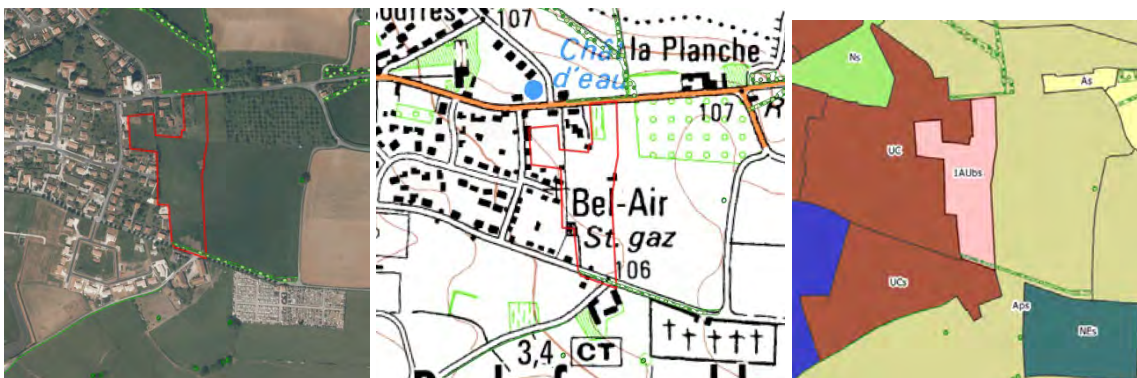 107
la Planche
Chât
d'eau
107
Bel-Air
St. gaz
106
3,4
CT
Ns
As
UC
1AUbs
UCs
Aps
NEs